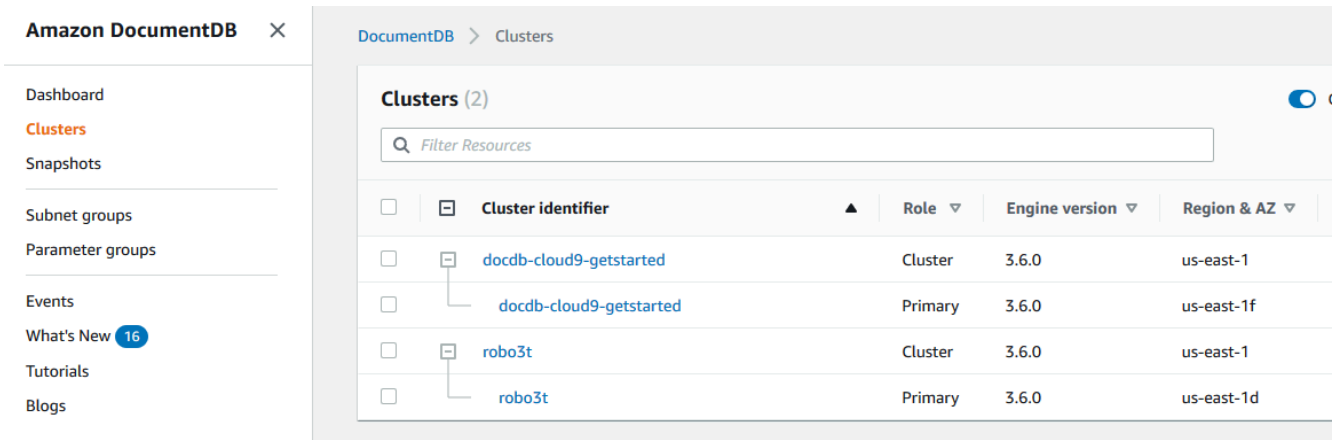 Amazon DocumentDB
Dashboard
Clusters
Snapshots
Subnet groups
Parameter groups
Events
What's New 16
Tutorials
Blogs
DocumentDB > Clusters
Clusters (2)
Filter Resources
Cluster identifier Role Engine version Region & AZ
docdb-cloud9-getstarted Cluster 3.6.0 us-east-1
docdb-cloud9-getstarted Primary 3.6.0 us-east-1f
robo3t Cluster 3.6.0 us-east-1
robo3t Primary 3.6.0 us-east-1d